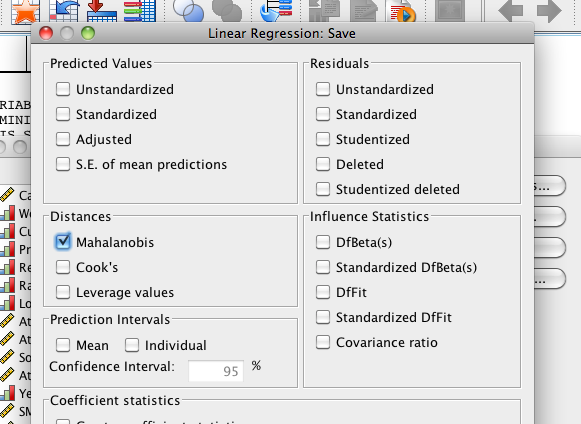 Linear Regression: Save
Predicted Values
Unstandardized
Standardized
Adjusted
S.E. of mean predictions
Residuals
Unstandardized
Standardized
Studentized
Deleted
Studentized deleted
Distances
Mahalanobis
Cook's
Leverage values
Influence Statistics
DfBeta(s)
Standardized DfBeta(s)
DfFit
Standardized DfFit
Covariance ratio
Prediction Intervals
Mean Individual
Confidence Interval: 95 %
Coefficient statistics
RIAB
MINI
IS S
Ca
We
Cu
Pr
Re
Ra
Lo
At
At
So
At
Ye
SM
s...